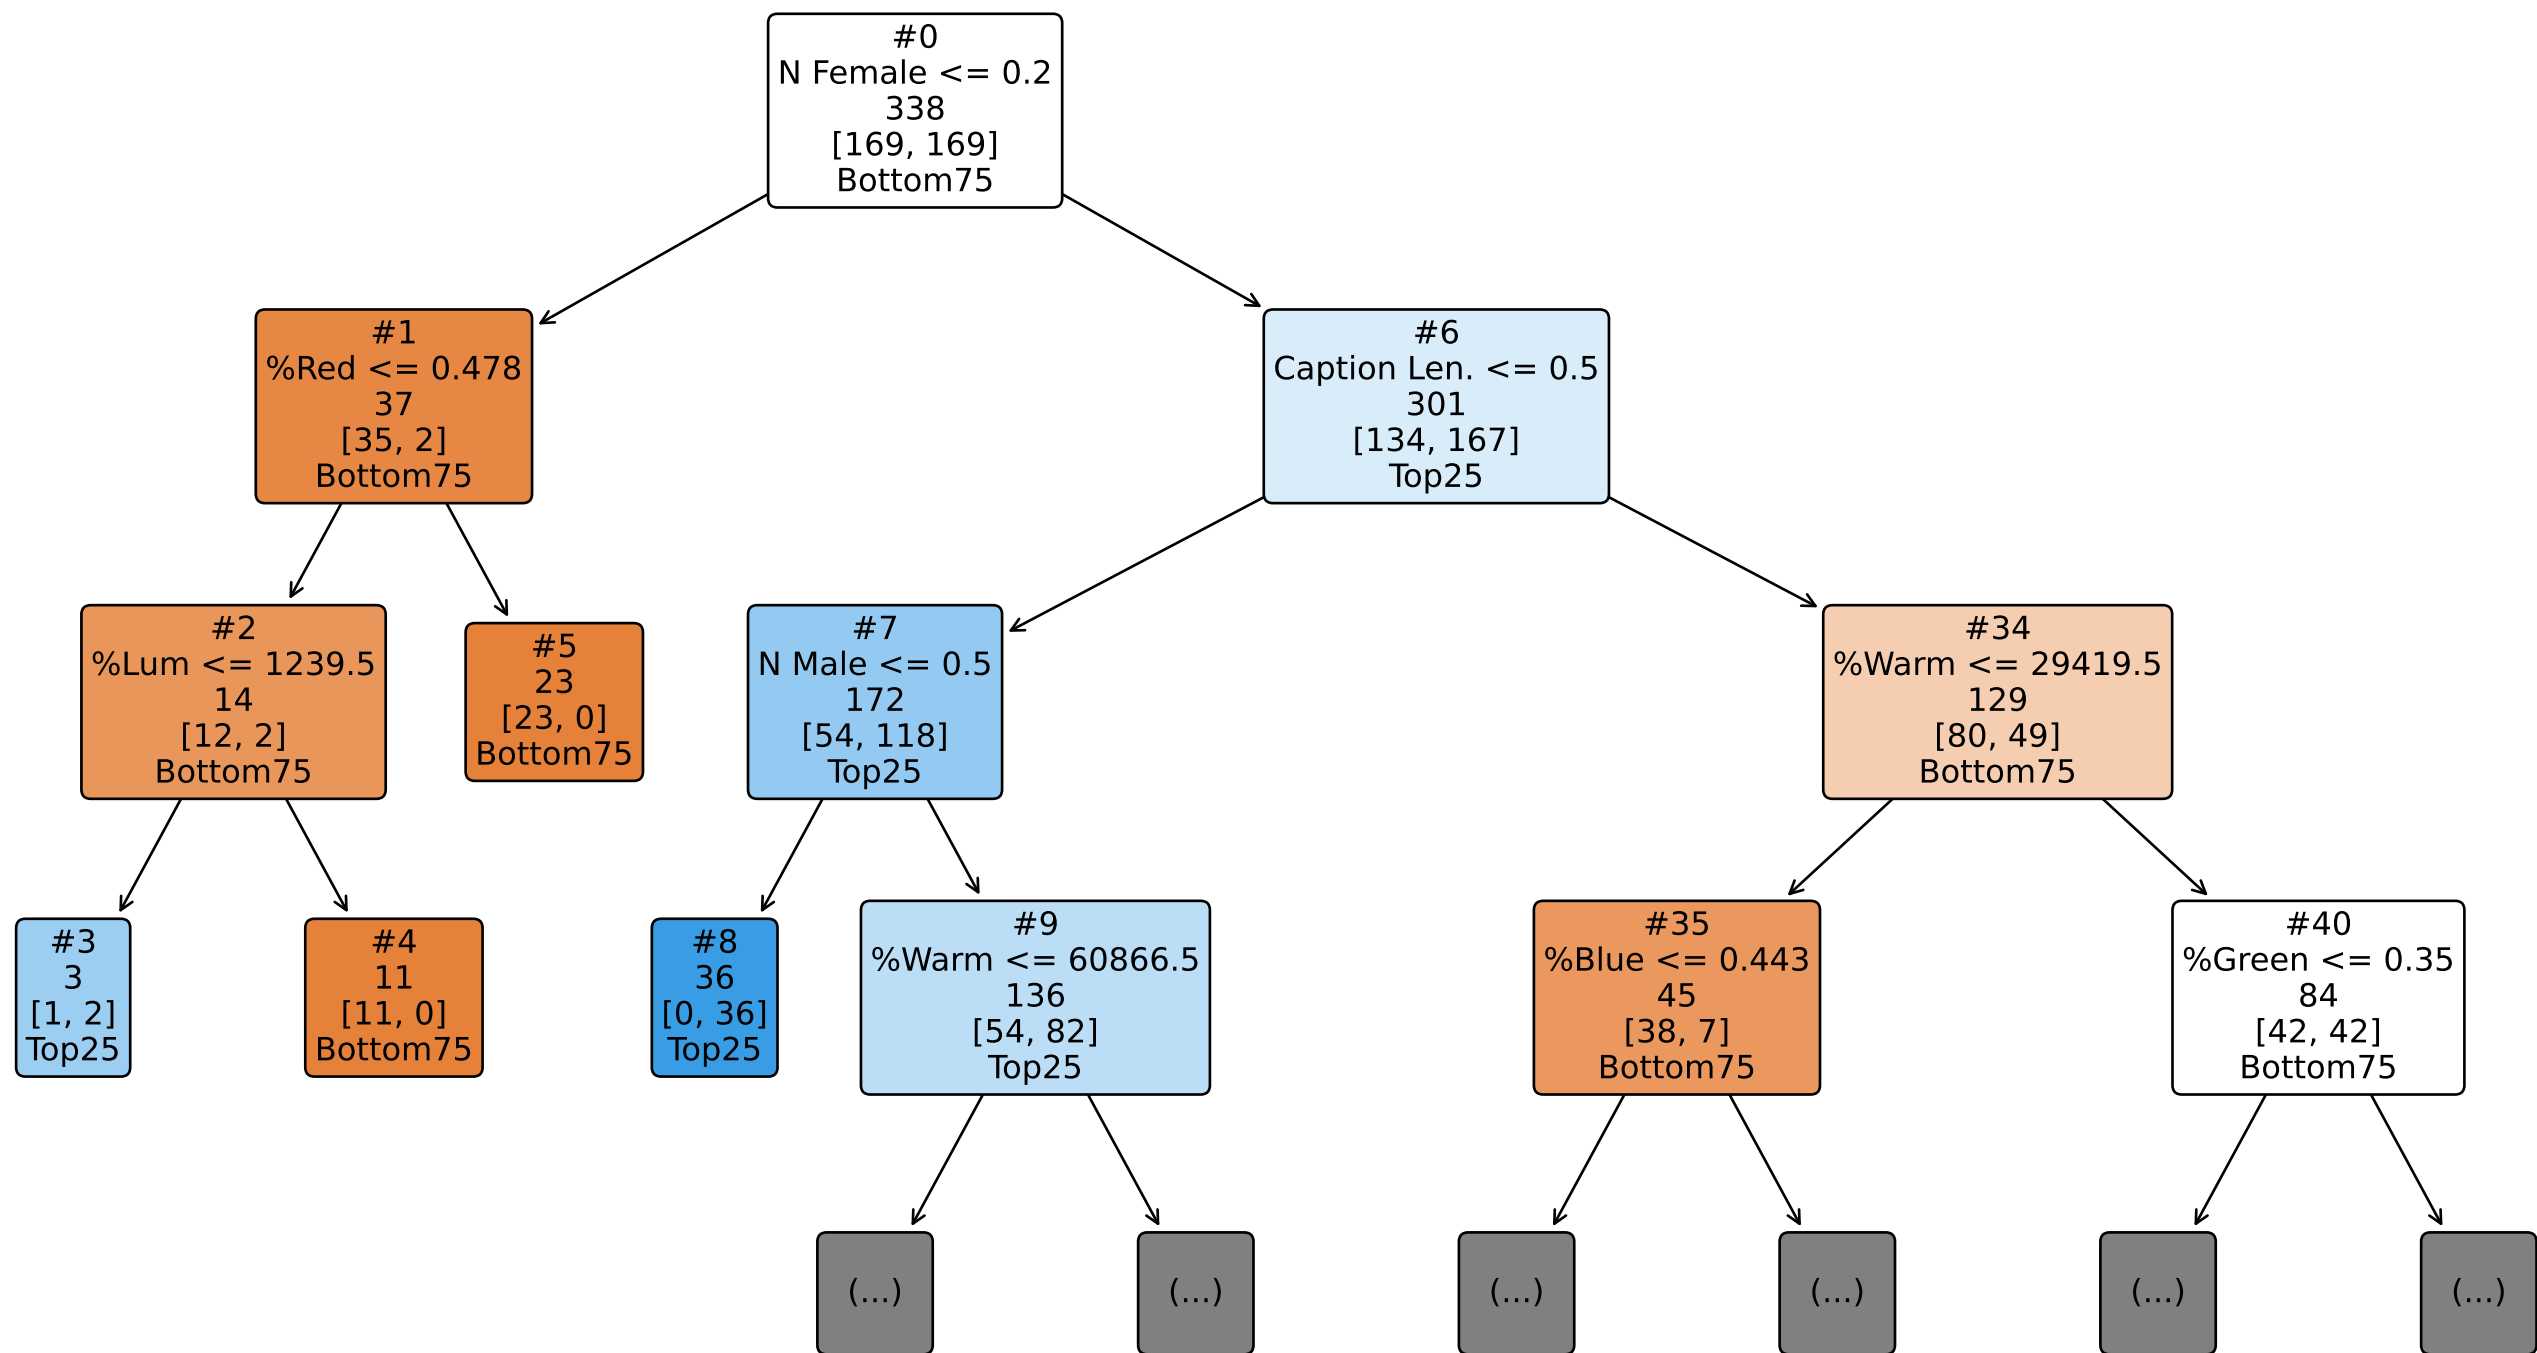 #0
N Female <= 0.2
338
[169, 169]
Bottom75
#1
%Red <= 0.478
37
[35, 2]
Bottom75
#6
Caption Len. <= 0.5
301
[134, 167]
Top25
#2
%Lum <= 1239.5
14
[12, 2]
Bottom75
#5
23
[23, 0]
Bottom75
#7
N Male <= 0.5
172
[54, 118]
Top25
#34
%Warm <= 29419.5
129
[80, 49]
Bottom75
#3
3
[1, 2]
Top25
#4
11
[11, 0]
Bottom75
#8
36
[0, 36]
Top25
#9
%Warm <= 60866.5
136
[54, 82]
Top25
#35
%Blue <= 0.443
45
[38, 7]
Bottom75
#40
%Green <= 0.35
84
[42, 42]
Bottom75
(...)
(...)
(...)
(...)
(...)
(...)